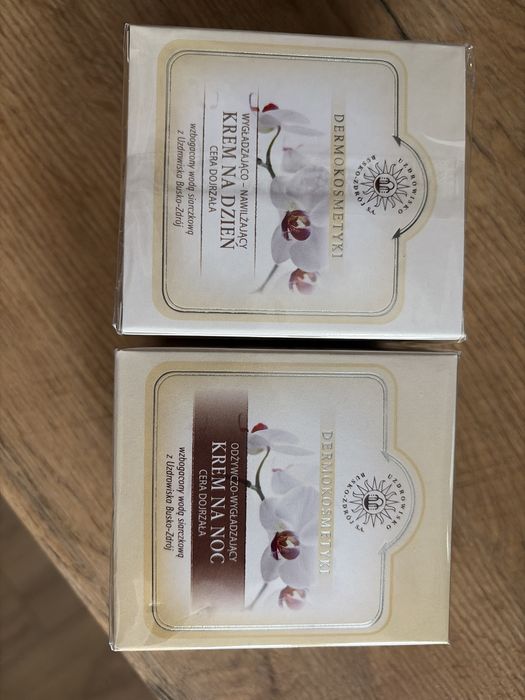 UZDROWISKO
BUSKO-ZDRÓJ S.A.
DERMOKOSMETYKI
WYGŁADZAJĄCO – NAWILŻAJĄCY
KREM NA DZIEŃ
CERA DOJRZAŁA
wzbogacony wodą siarczkową
z Uzdrowiska Busko-Zdrój
UZDROWISKO
BUSKO-ZDRÓJ S.A.
DERMOKOSMETYKI
ODŻYWCZO-WYGŁADZAJĄCY
KREM NA NOC
CERA DOJRZAŁA
wzbogacony wodą siarczkową
z Uzdrowiska Busko-Zdrój